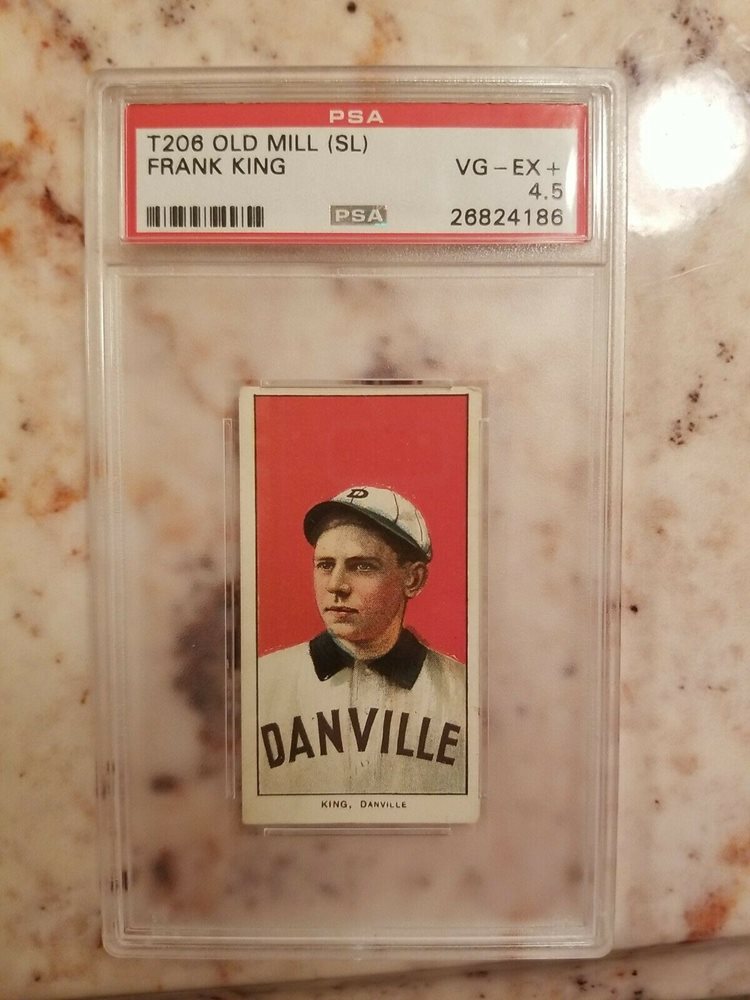 PSA
T206 OLD MILL (SL)
FRANK KING VG-EX+
4.5
PSA 26824186
D
DANVILLE
KING, DANVILLE